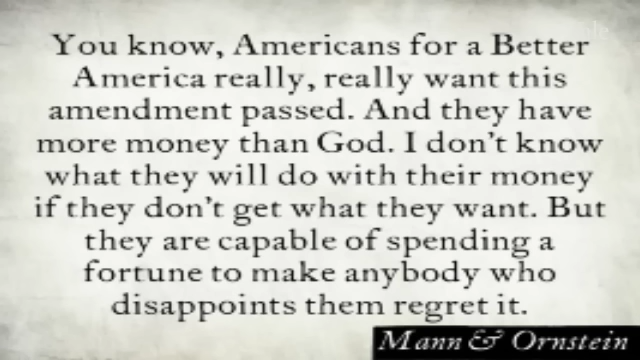 You know, Americans for a Better
America really, really want this
amendment passed. And they have
more money than God. I don't know
what they will do with their money
if they don't get what they want. But
they are capable of spending a
fortune to make anybody who
disappoints them regret it.
Mann & Ornstein